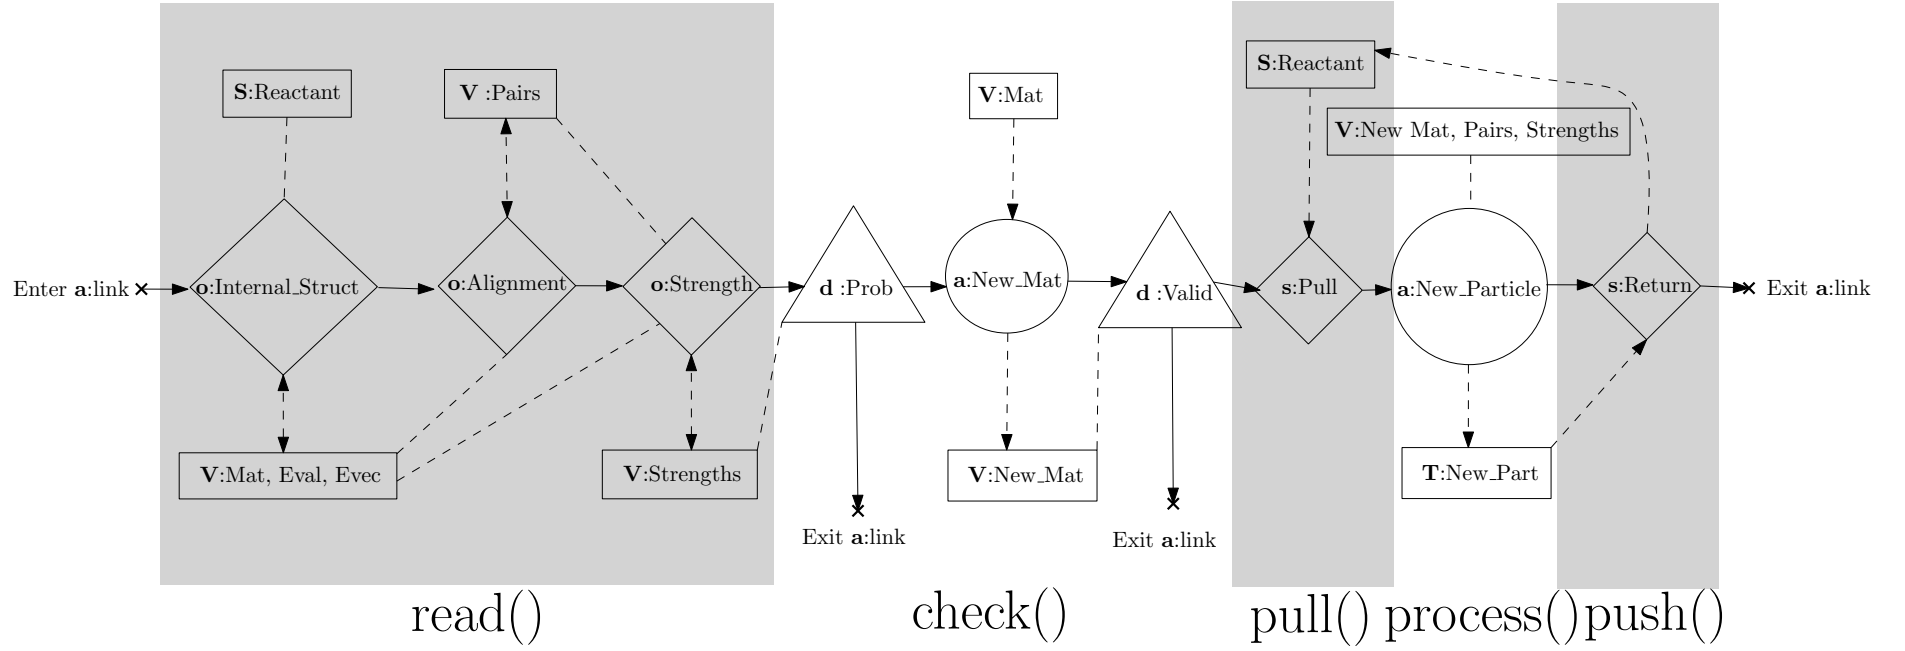 S:Reactant
V :Pairs
V:Mat
S:Reactant
V:New Mat, Pairs, Strengths
Enter a:link
o:Internal_Struct
o:Alignment
o:Strength
d :Prob
a:New_Mat
d :Valid
s:Pull
a:New_Particle
s:Return
Exit a:link
V:Mat, Eval, Evec
V:Strengths
V:New_Mat
T:New_Part
Exit a:link
Exit a:link
read()
check()
pull()
process()
push()